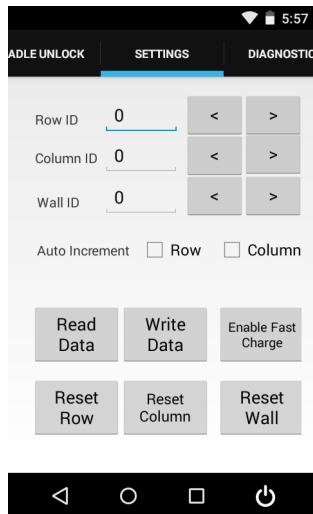 5:57
ADLE UNLOCK SETTINGS DIAGNOSTIC
Row ID 0 < >
Column ID 0 < >
Wall ID 0 < >
Auto Increment Row Column
Read Data
Write Data
Enable Fast Charge
Reset Row
Reset Column
Reset Wall